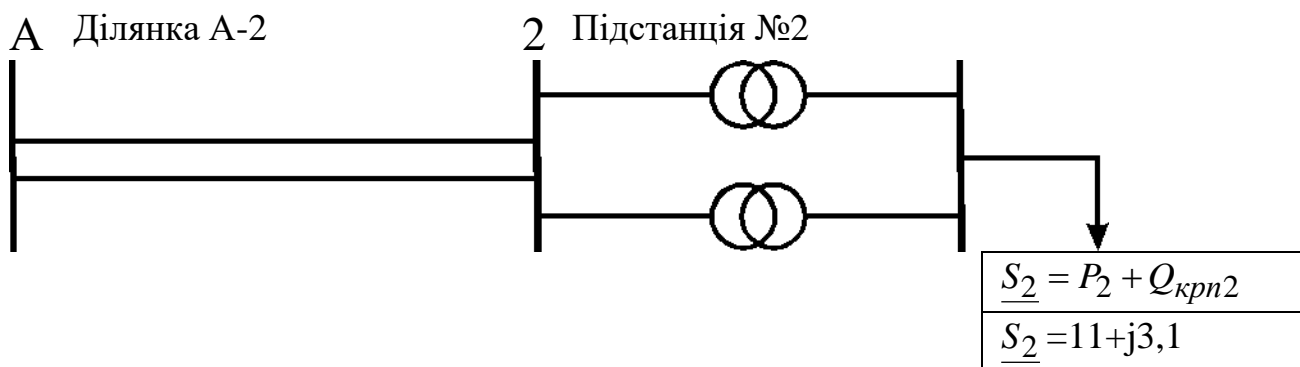 А Ділянка А-2 2 Підстанція №2
S2 = P2 + Qкрп2
S2 =11+j3,1